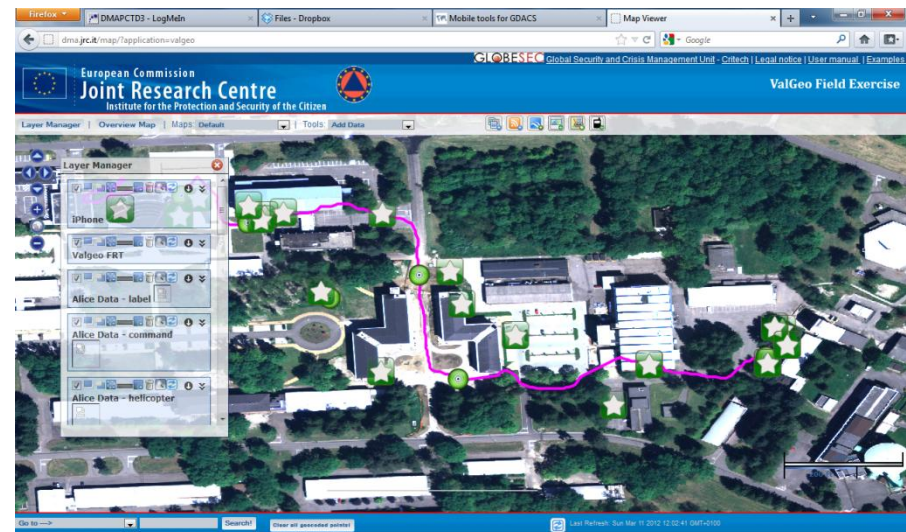 Firefox
DMAPCTD3 - LogMeIn
Files - Dropbox
Mobile tools for GDACS
Map Viewer
dma.jrc.it/map/?application=valgeo
Google
GLOBESEC Global Security and Crisis Management Unit - Critech | Legal notice | User manual | Examples
European Commission
Joint Research Centre
Institute for the Protection and Security of the Citizen
ValGeo Field Exercise
Layer Manager | Overview Map | Maps: Default | Tools: Add Data
Layer Manager
iPhone
Valgeo FRT
Alice Data - label
Alice Data - command
Alice Data - helicopter
Go to --->
Search!
Clear all geocoded points!
Last Refresh: Sun Mar 11 2012 12:02:41 GMT+0100